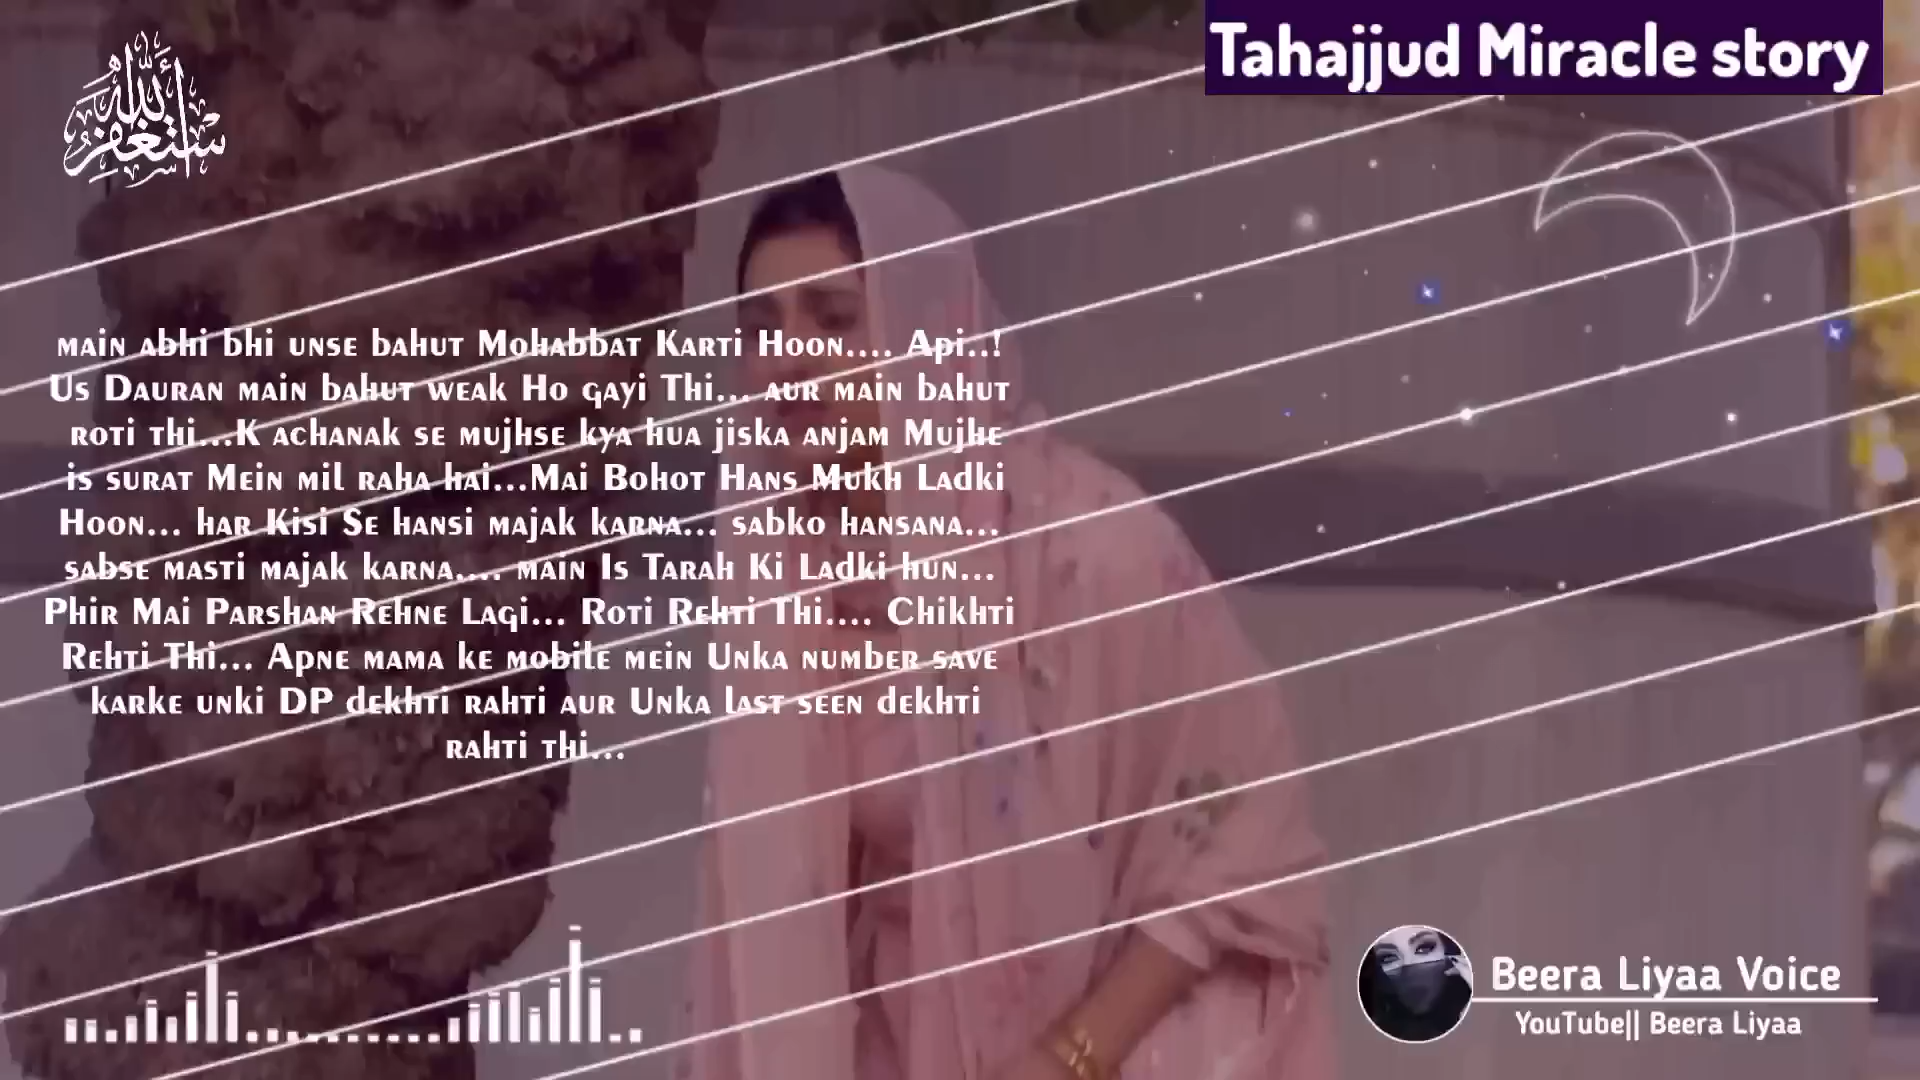 أستغفر الله
Tahajjud Miracle story
main abhi bhi unse bahut Mohabbat Karti Hoon.... Api..!
Us Dauran main bahut weak Ho gayi Thi... aur main bahut
roti thi...K achanak se mujhse kya hua jiska anjam Mujhe
is surat Mein mil raha hai...Mai Bohot Hans Mukh Ladki
Hoon... har Kisi Se hansi majak karna... sabko hansana...
sabse masti majak karna.... main Is Tarah Ki Ladki hun...
Phir Mai Parshan Rehne Lagi... Roti Rehti Thi.... Chikhti
Rehti Thi... Apne mama ke mobile mein Unka number save
karke unki DP dekhti rahti aur Unka last seen dekhti
rahti thi...
Beera Liyaa Voice
YouTube|| Beera Liyaa